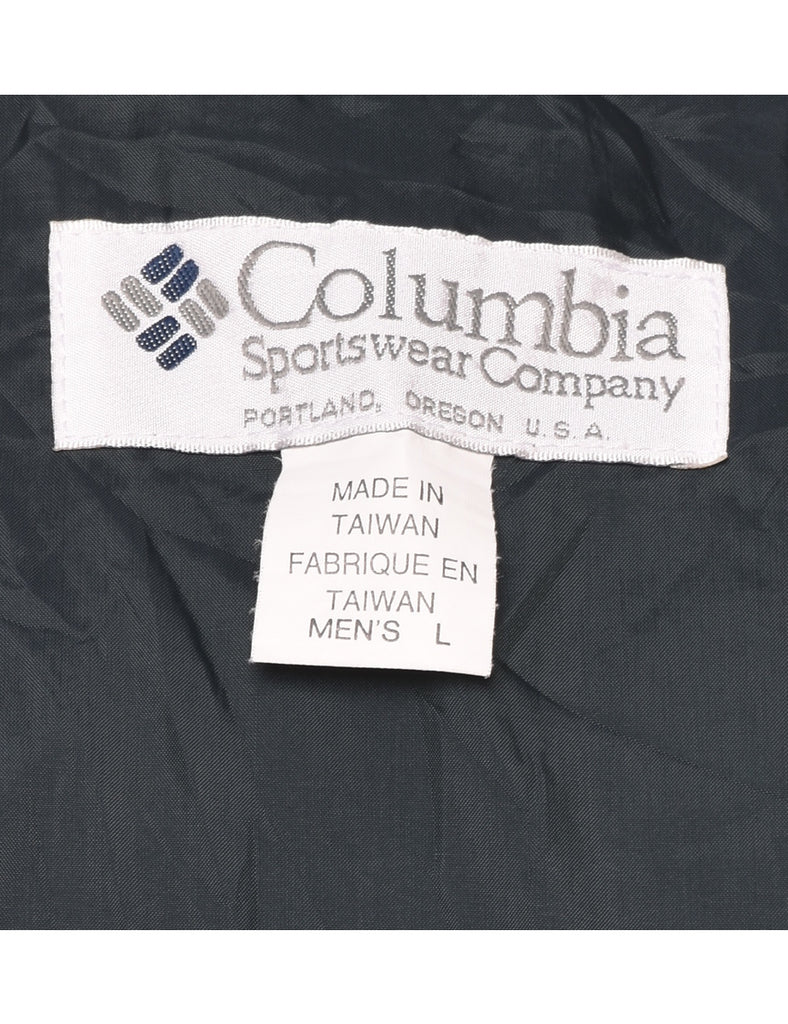 Columbia
Sportswear Company
PORTLAND, OREGON U.S.A.
MADE IN
TAIWAN
FABRIQUE EN
TAIWAN
MEN'S L